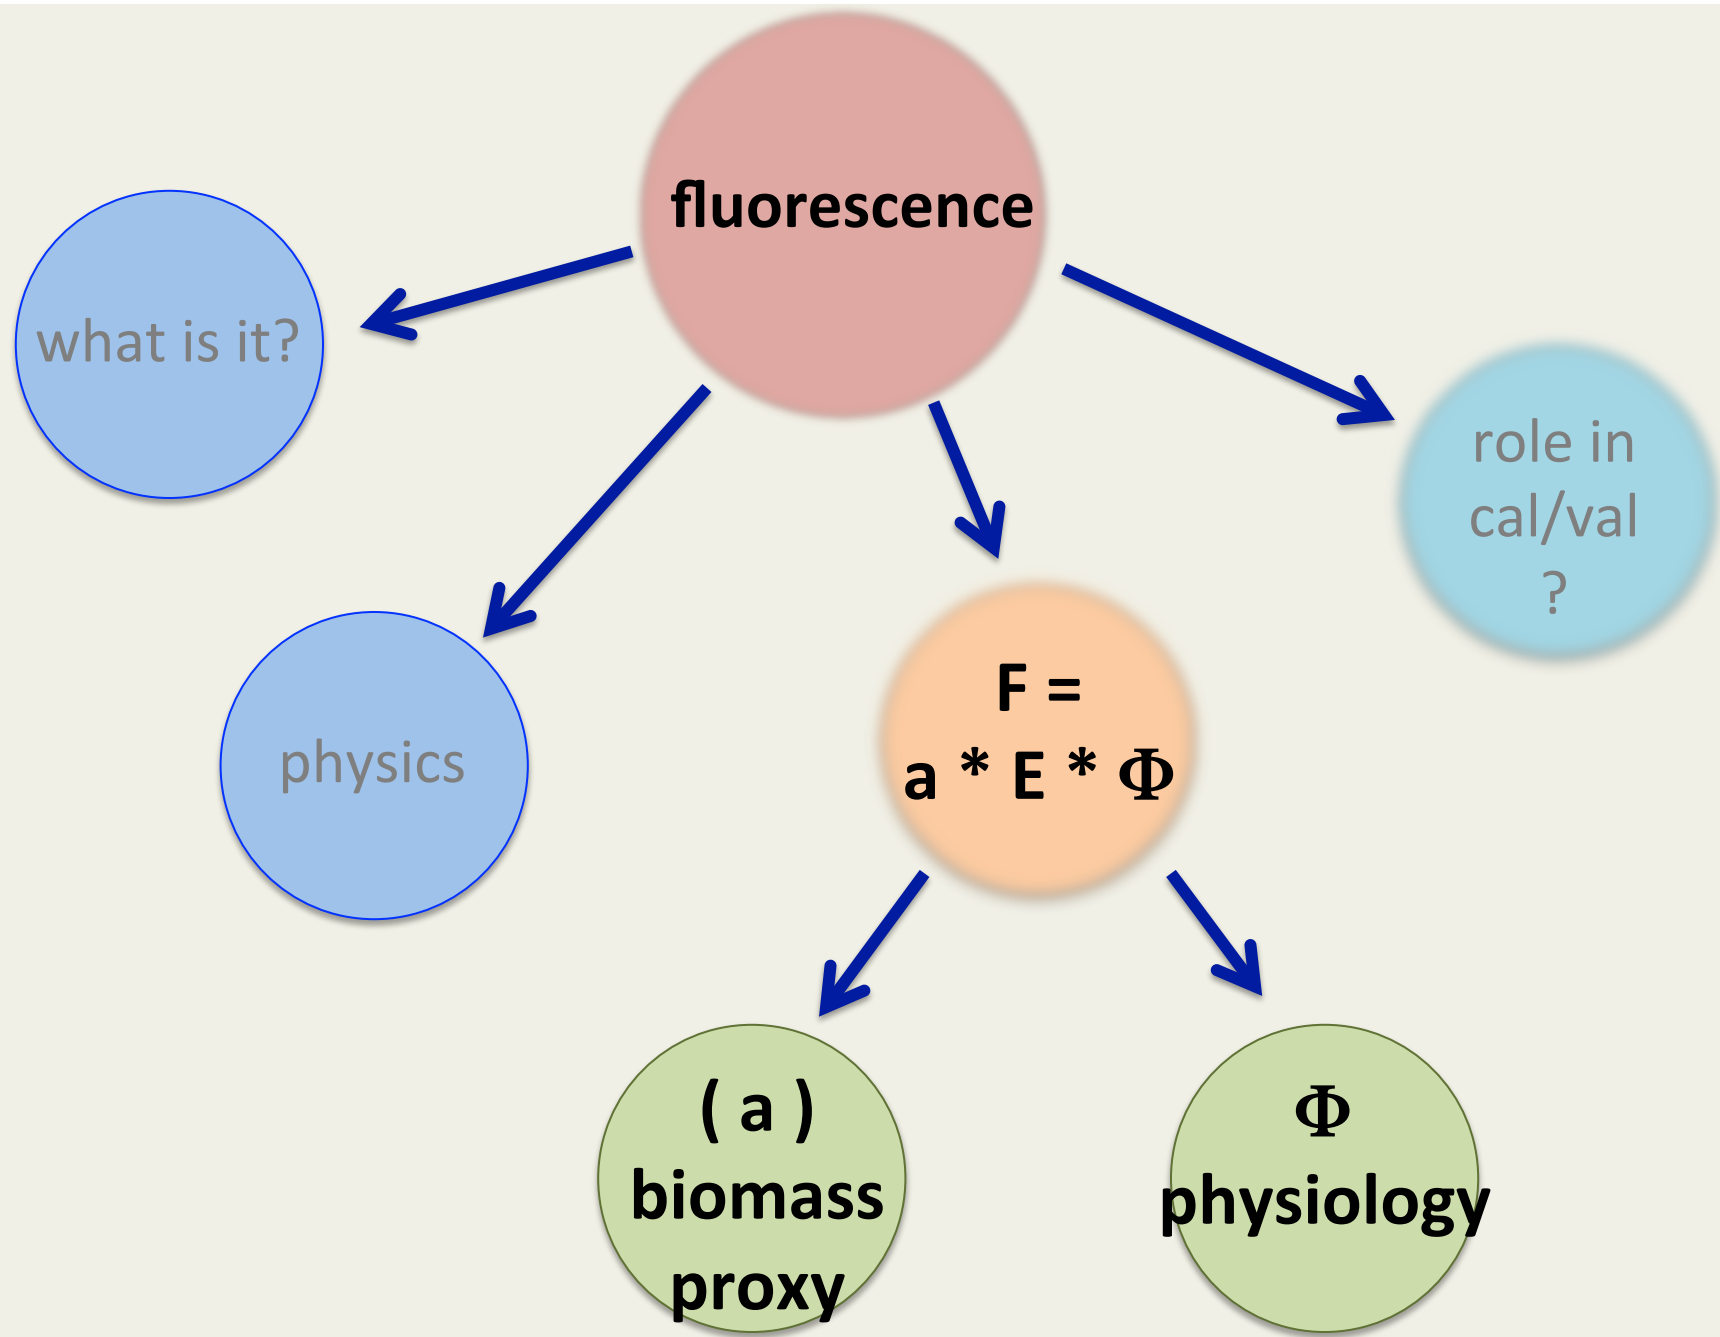 fluorescence
what is it?
role in
cal/val
?
physics
F =
a * E * Φ
( a )
biomass
proxy
Φ
physiology